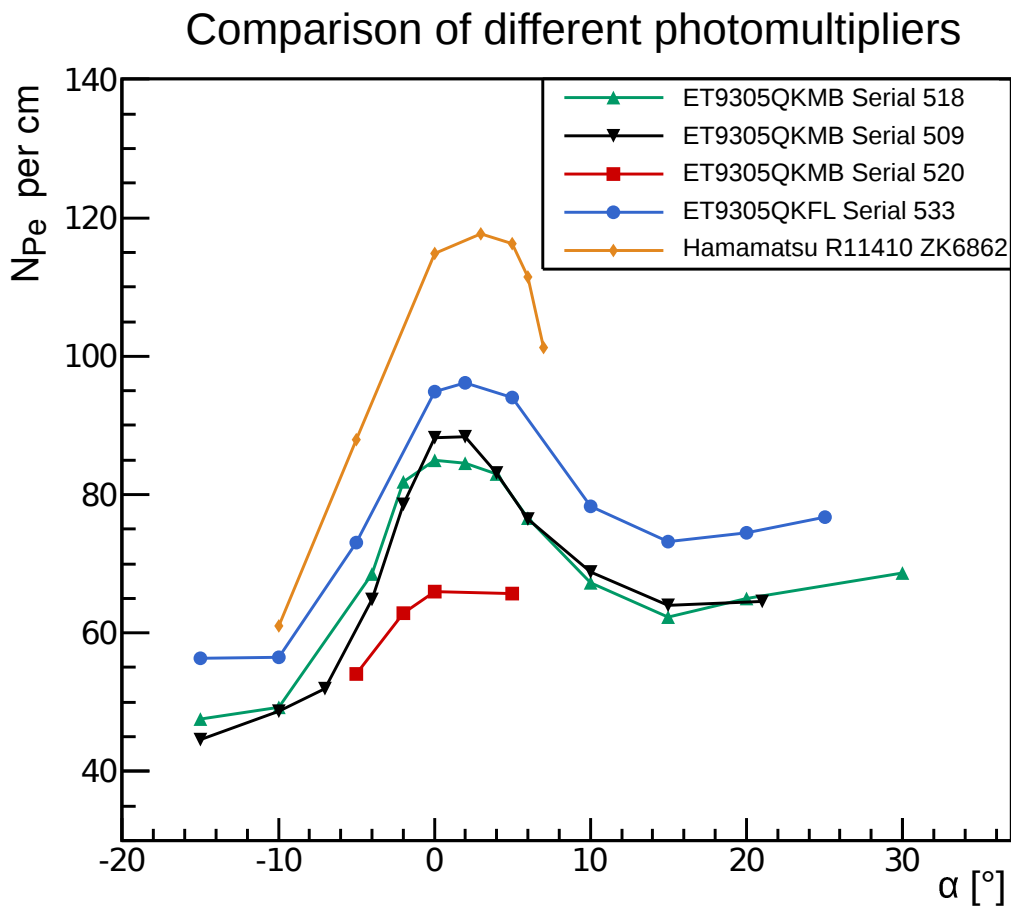 Comparison of different photomultipliers
N_Pe per cm
140
120
100
80
60
40
ET9305QKMB Serial 518
ET9305QKMB Serial 509
ET9305QKMB Serial 520
ET9305QKFL Serial 533
Hamamatsu R11410 ZK6862
-20 -10 0 10 20 30
α [°]